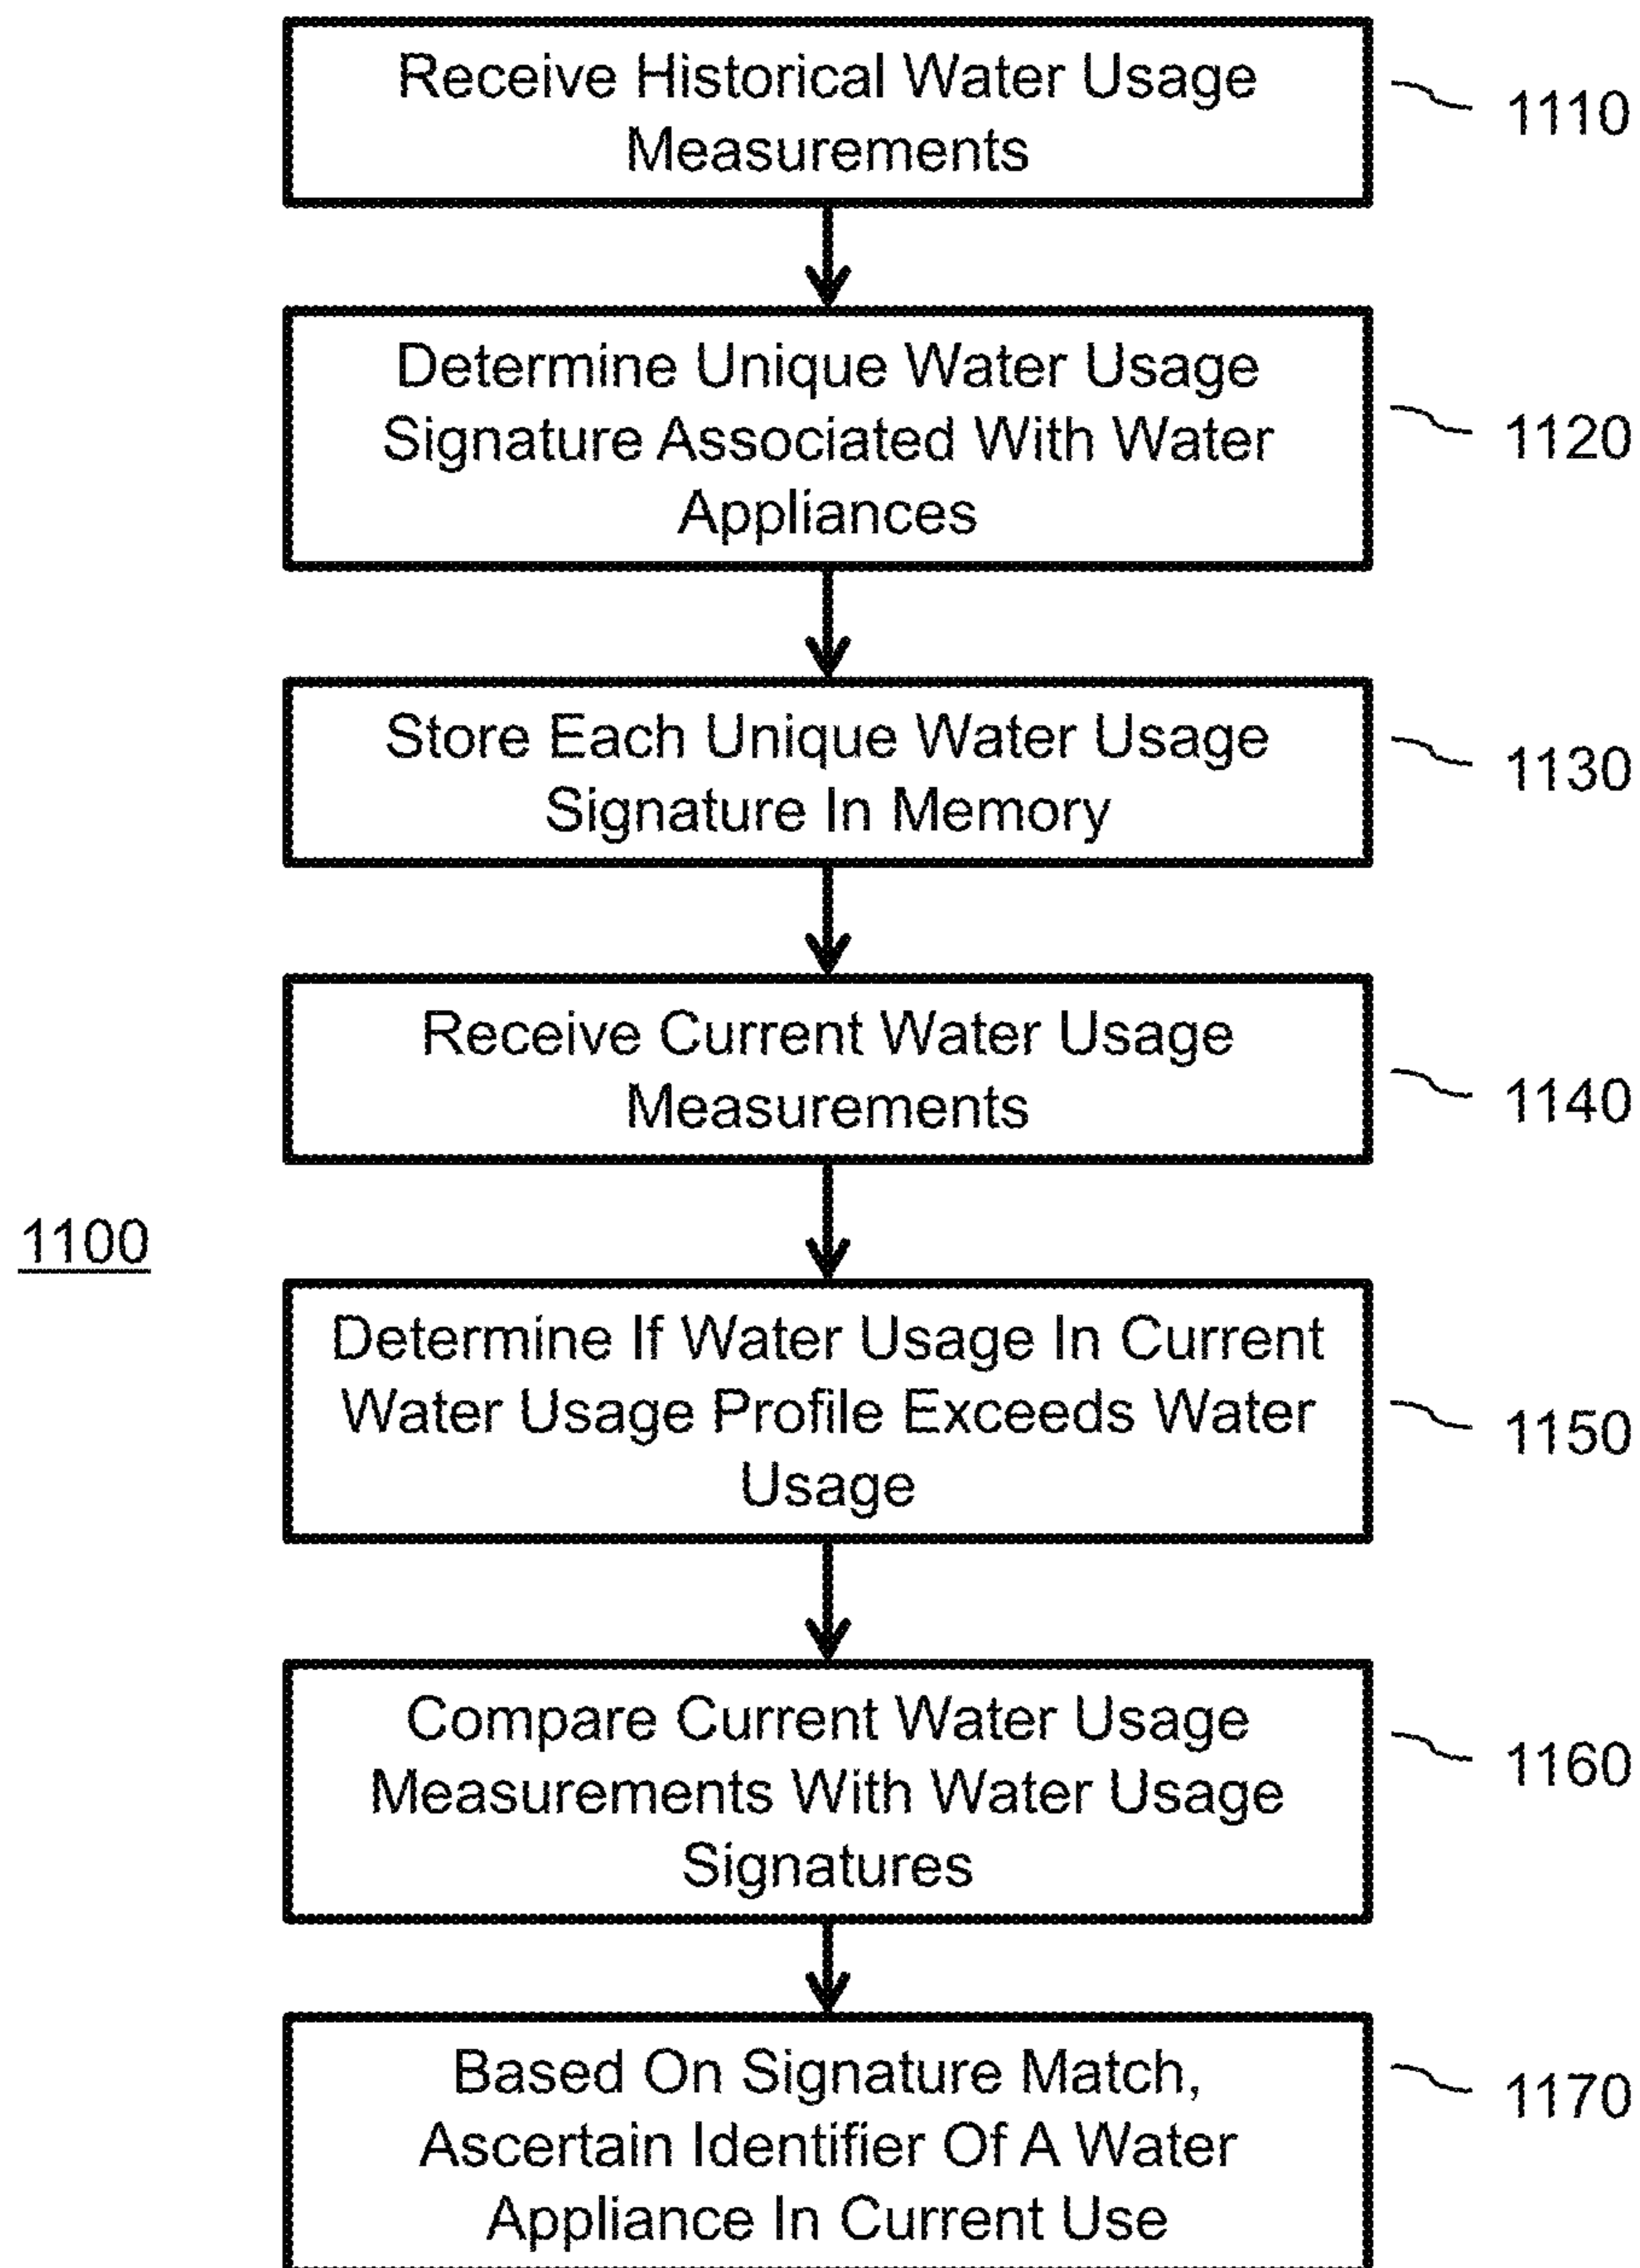 Receive Historical Water Usage
Measurements
1110
Determine Unique Water Usage
Signature Associated With Water
Appliances
1120
Store Each Unique Water Usage
Signature In Memory
1130
Receive Current Water Usage
Measurements
1140
1100
Determine If Water Usage In Current
Water Usage Profile Exceeds Water
Usage
1150
Compare Current Water Usage
Measurements With Water Usage
Signatures
1160
Based On Signature Match,
Ascertain Identifier Of A Water
Appliance In Current Use
1170